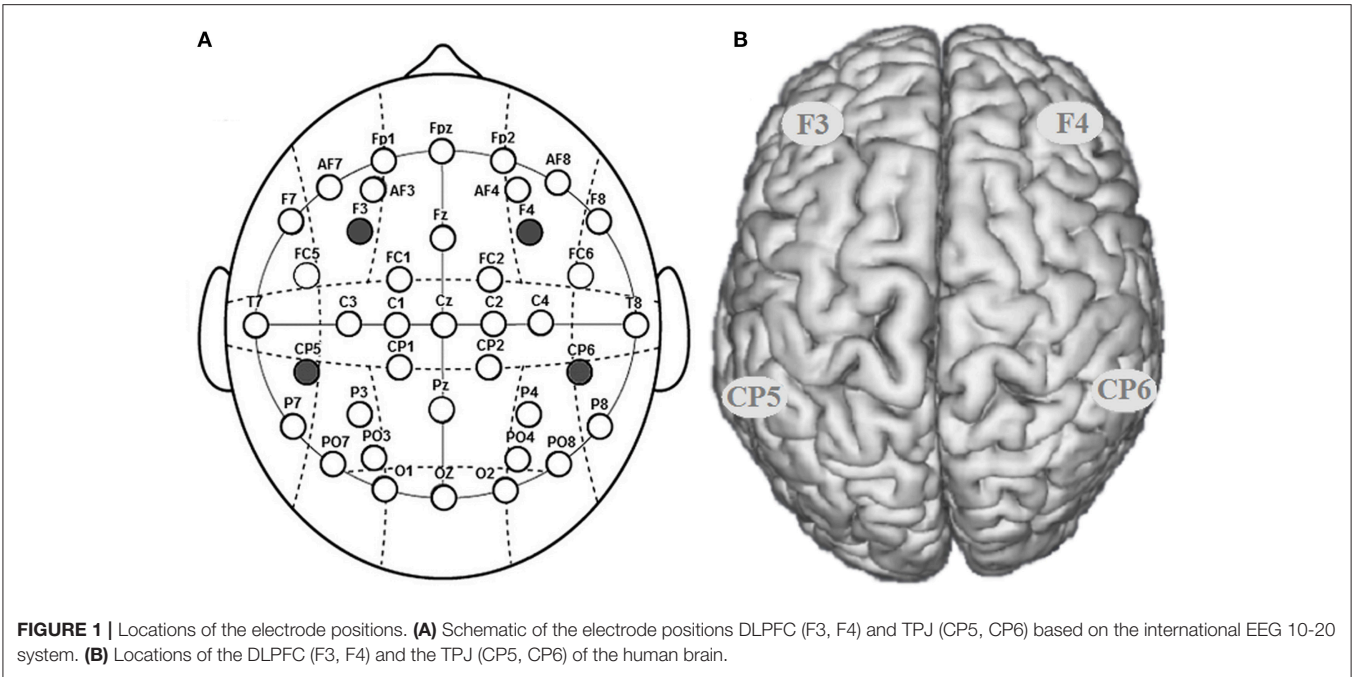 A
B
Fpz
Fp1
Fp2
AF7
AF8
AF3
AF4
F7
F3
Fz
F4
F8
FC5
FC1
FC2
FC6
T7
C3
C1
Cz
C2
C4
T8
CP5
CP1
CP2
CP6
Pz
P7
P3
P4
P8
PO7
PO3
PO4
PO8
O1
OZ
O2
F3
F4
CP5
CP6
FIGURE 1 | Locations of the electrode positions. (A) Schematic of the electrode positions DLPFC (F3, F4) and TPJ (CP5, CP6) based on the international EEG 10-20
system. (B) Locations of the DLPFC (F3, F4) and the TPJ (CP5, CP6) of the human brain.